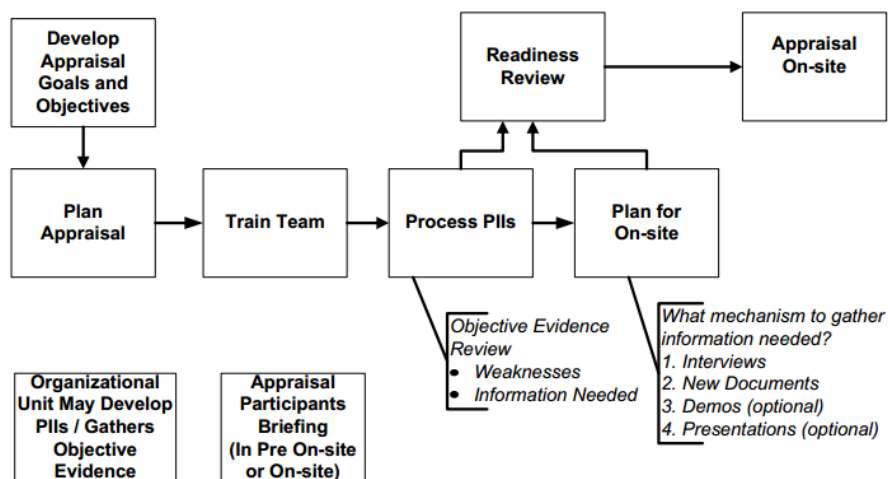 Develop
Appraisal
Goals and
Objectives
Readiness
Review
Appraisal
On-site
Plan
Appraisal
Train Team
Process PIIs
Plan for
On-site
Objective Evidence
Review
• Weaknesses
• Information Needed
What mechanism to gather
information needed?
1. Interviews
2. New Documents
3. Demos (optional)
4. Presentations (optional)
Organizational
Unit May Develop
PIIs / Gathers
Objective
Evidence
Appraisal
Participants
Briefing
(In Pre On-site
or On-site)